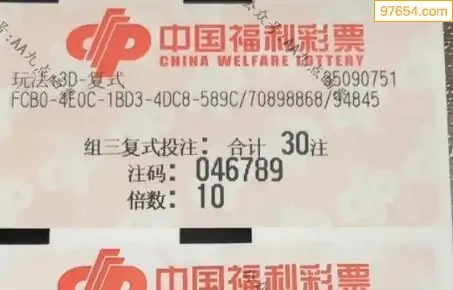 97654.com
中国福利彩票
CHINA WELFARE LOTTERY
玩法:3D-复式 85090751
FCB0-4E0C-1BD3-4DC8-589C/70898868/94845
组三复式投注: 合计 30注
注码: 046789
倍数: 10
中国福利彩票